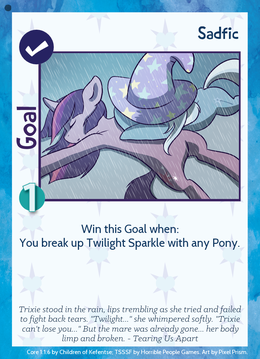 Sadfic
Goal
1
Win this Goal when:
You break up Twilight Sparkle with any Pony.
Trixie stood in the rain, lips trembling as she tried and failed
to fight back tears. "Twilight..." she whimpered softly. "Trixie
can't lose you..." But the mare was already gone... her body
limp and broken. - Tearing Us Apart
Core 1.1.6 by Children of Kefentse; TSSSF by Horrible People Games. Art by Pixel Prism.